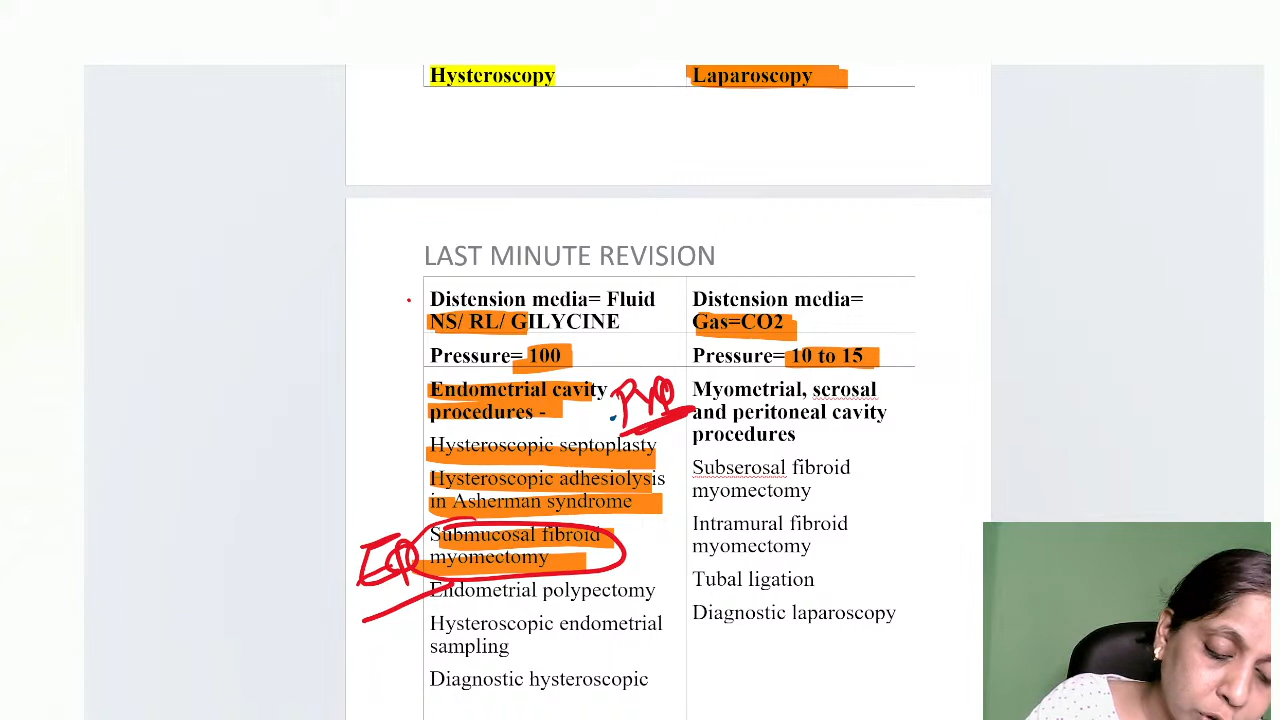 Hysteroscopy
Laparoscopy
LAST MINUTE REVISION
Distension media= Fluid
NS/ RL/ GILYCINE
Distension media=
Gas=CO2
Pressure= 100
Pressure= 10 to 15
Endometrial cavity
procedures -
Myometrial, scrosal
and peritoneal cavity
procedures
Hysteroscopic septoplasty
Hysteroscopic adhesiolysis
in Asherman syndrome
Submucosal fibroid
myomectomy
Endometrial polypectomy
Hysteroscopic endometrial
sampling
Diagnostic hysteroscopic
Subserosal fibroid
myomectomy
Intramural fibroid
myomectomy
Tubal ligation
Diagnostic laparoscopy